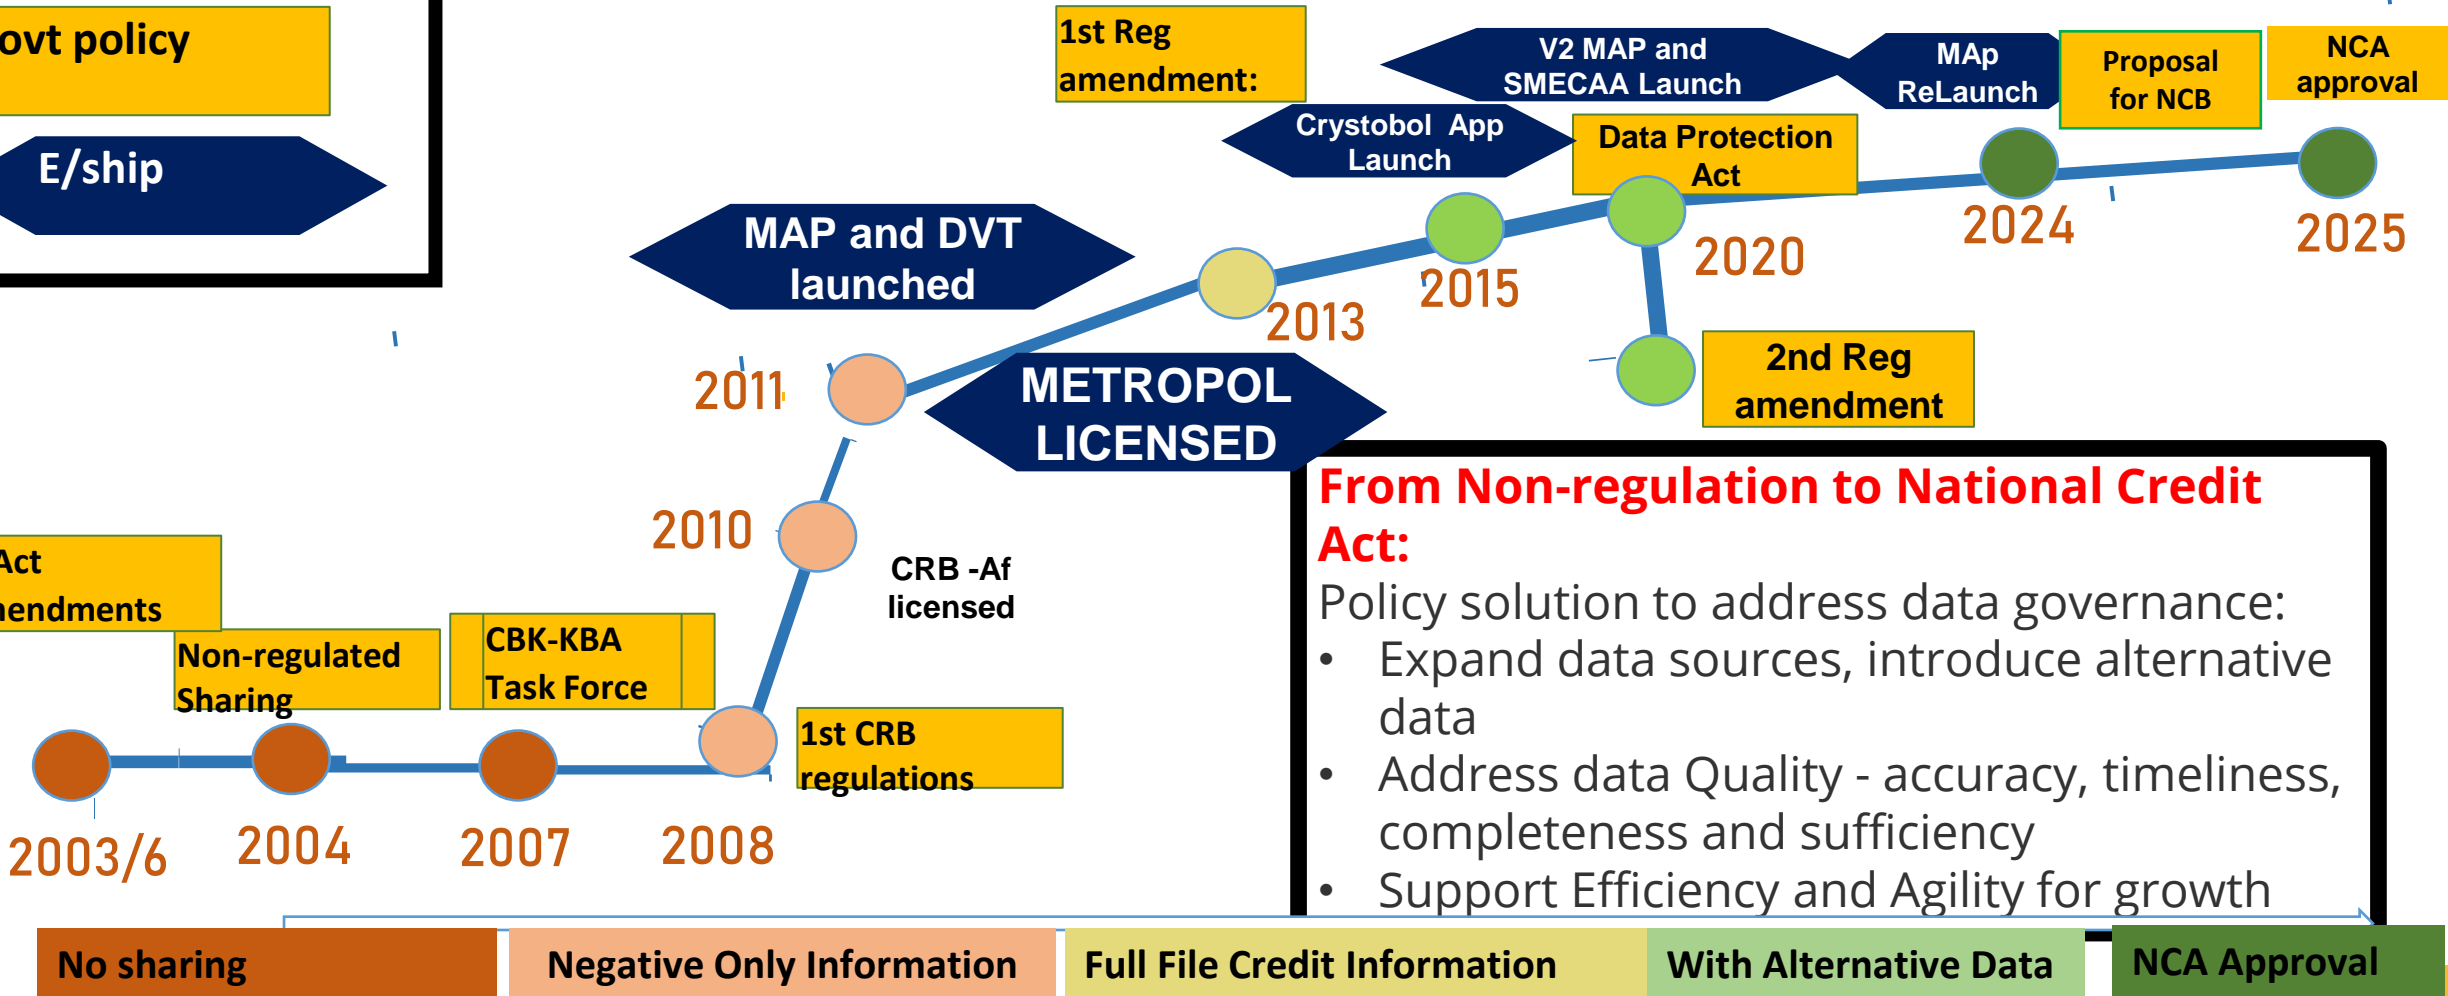 ovt policy
E/ship
1st Reg
amendment:
V2 MAP and
SMECAA Launch
MAp
ReLaunch
Proposal
for NCB
NCA
approval
Crystobol App
Launch
Data Protection
Act
MAP and DVT
launched
2011
METROPOL
LICENSED
2013
2015
2020
2024
2025
2nd Reg
amendment
2010
CRB -Af
licensed
Act
endments
Non-regulated
Sharing
CBK-KBA
Task Force
1st CRB
regulations
2003/6
2004
2007
2008
From Non-regulation to National Credit
Act:
Policy solution to address data governance:
• Expand data sources, introduce alternative
data
• Address data Quality - accuracy, timeliness,
completeness and sufficiency
• Support Efficiency and Agility for growth
No sharing
Negative Only Information
Full File Credit Information
With Alternative Data
NCA Approval